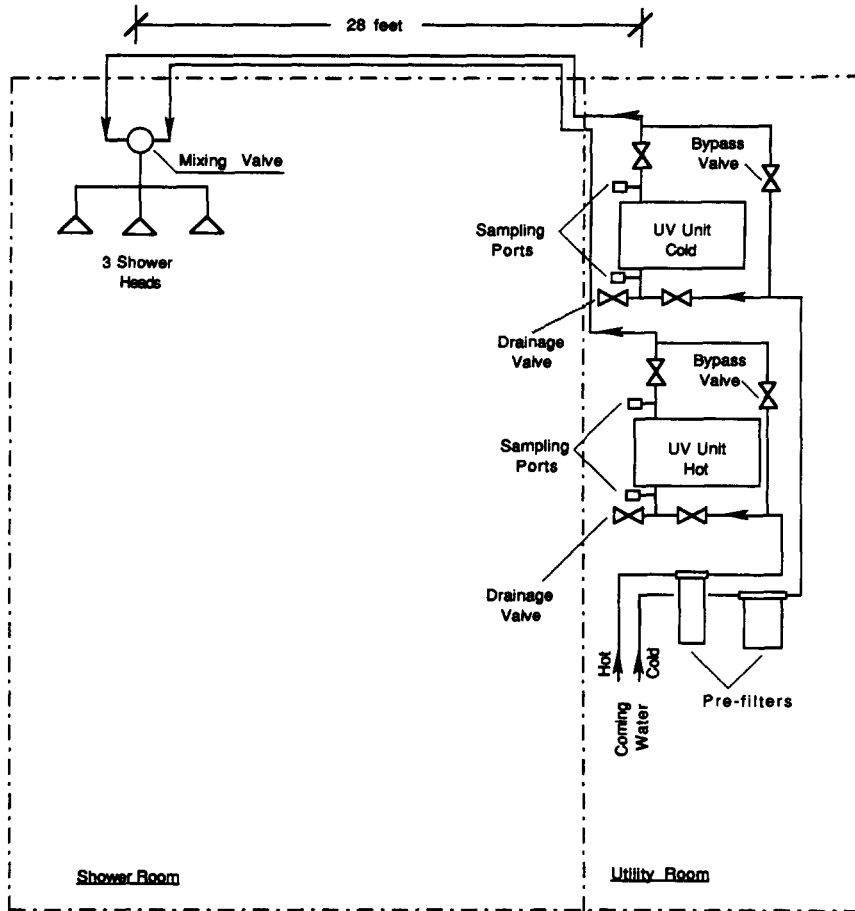 28 feet
Mixing Valve
3 Shower
Heads
Bypass
Valve
Sampling
Ports
UV Unit
Cold
Drainage
Valve
Bypass
Valve
Sampling
Ports
UV Unit
Hot
Drainage
Valve
Hot
Cold
Coming
Water
Pre-filters
Shower Room
Utility Room